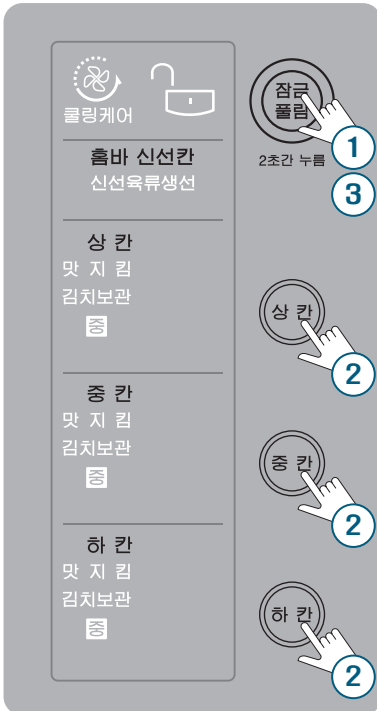 쿨링케어
홈바 신선칸
신선육류생선
상 칸
맛 지 킴
김치보관
중
중 칸
맛 지 킴
김치보관
중
하 칸
맛 지 킴
김치보관
중
잠금
풀림
1
2초간 누름
3
상 칸
2
중 칸
2
하 칸
2